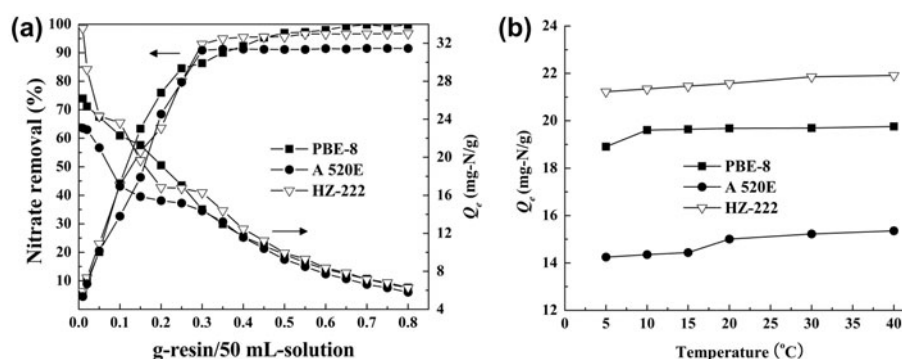 (a)
Nitrate removal (%)
100
90
80
70
60
50
40
30
20
10
PBE-8
A 520E
HZ-222
32
28
24
20
16
12
8
4
Qe (mg-N/g)
0.0 0.1 0.2 0.3 0.4 0.5 0.6 0.7 0.8
g-resin/50 mL-solution
(b)
Qe (mg-N/g)
24
22
20
18
16
14
12
PBE-8
A 520E
HZ-222
0 5 10 15 20 25 30 35 40
Temperature (°C)